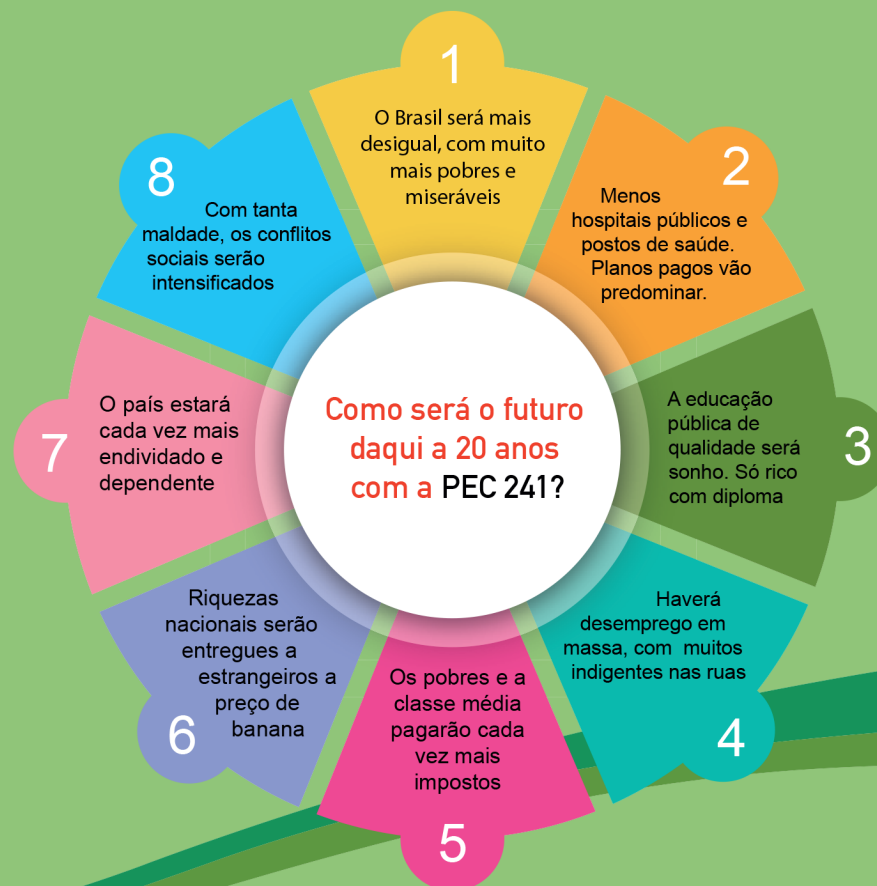 Como será o futuro
daqui a 20 anos
com a PEC 241?
1
O Brasil será mais
desigual, com muito
mais pobres e
miseráveis
2
Menos
hospitais públicos e
postos de saúde.
Planos pagos vão
predominar.
3
A educação
pública de
qualidade será
sonho. Só rico
com diploma
4
Haverá
desemprego em
massa, com muitos
indigentes nas ruas
5
Os pobres e a
classe média
pagarão cada
vez mais
impostos
6
Riquezas
nacionais serão
entregues a
estrangeiros a
preço de
banana
7
O país estará
cada vez mais
endividado e
dependente
8
Com tanta
maldade, os conflitos
sociais serão
intensificados